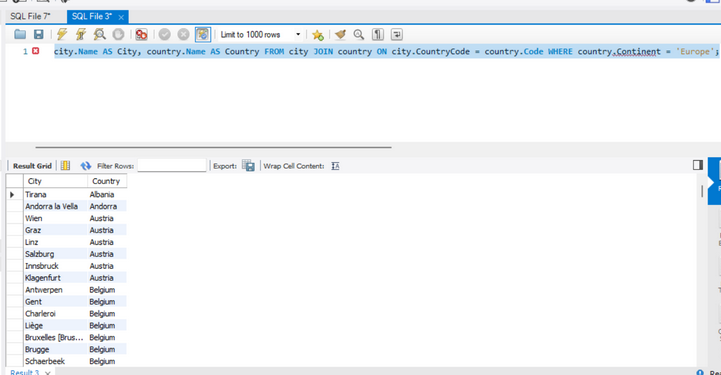 SQL File 7*
SQL File 3*
Limit to 1000 rows
1 city.Name AS City, country.Name AS Country FROM city JOIN country ON city.CountryCode = country.Code WHERE country.Continent = 'Europe';
Result Grid Filter Rows: Export: Wrap Cell Content:
City Country
Tirana Albania
Andorra la Vella Andorra
Wien Austria
Graz Austria
Linz Austria
Salzburg Austria
Innsbruck Austria
Klagenfurt Austria
Antwerpen Belgium
Gent Belgium
Charleroi Belgium
Liège Belgium
Bruxelles [Brus... Belgium
Brugge Belgium
Schaerbeek Belgium
Result 3